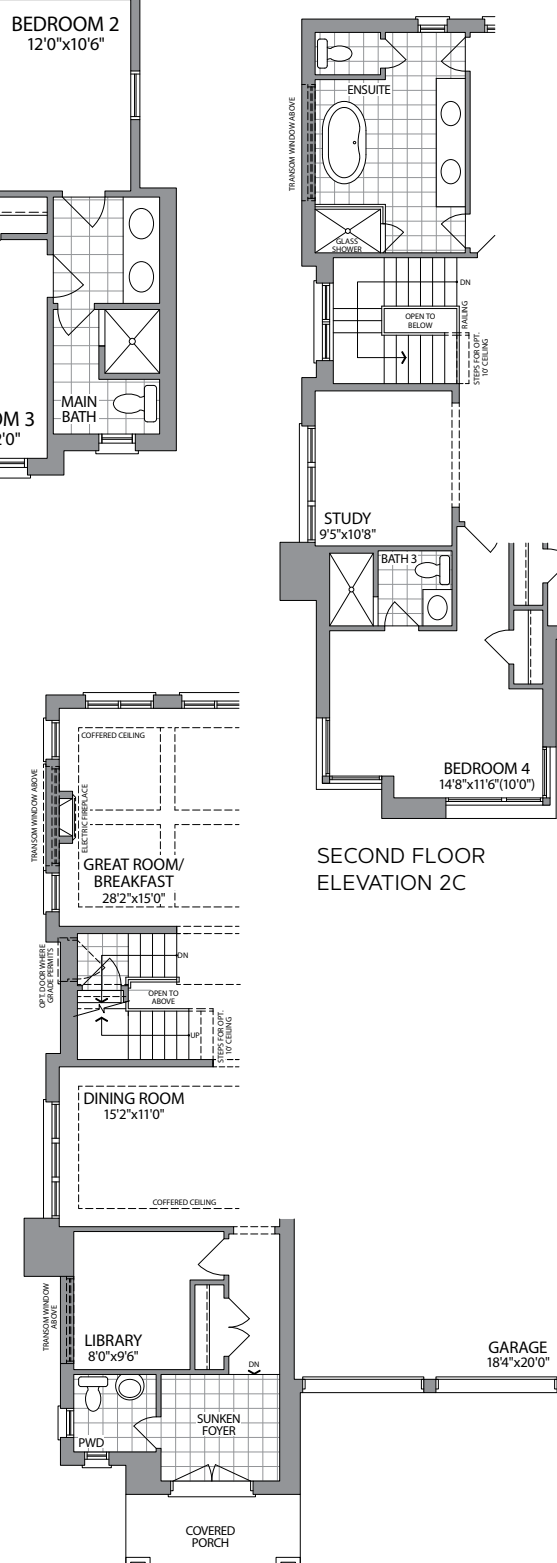 BEDROOM 2
12'0"x10'6"
MAIN
BATH
OM 3
2'0"
ENSUITE
TRANSOM WINDOW ABOVE
GLASS
SHOWER
DN
OPEN TO
BELOW
RAILING
STEPS FOR OPT.
10' CEILING
STUDY
9'5"x10'8"
BATH 3
BEDROOM 4
14'8"x11'6"(10'0")
SECOND FLOOR
ELEVATION 2C
COFFERED CEILING
TRANSOM WINDOW ABOVE
ELECTRIC FIREPLACE
GREAT ROOM/
BREAKFAST
28'2"x15'0"
OPT. DOOR WHERE
GRADE PERMITS
DN
OPEN TO
ABOVE
UP
STEPS FOR OPT.
10' CEILING
DINING ROOM
15'2"x11'0"
COFFERED CEILING
TRANSOM WINDOW
ABOVE
LIBRARY
8'0"x9'6"
DN
GARAGE
18'4"x20'0"
SUNKEN
FOYER
PWD
COVERED
PORCH